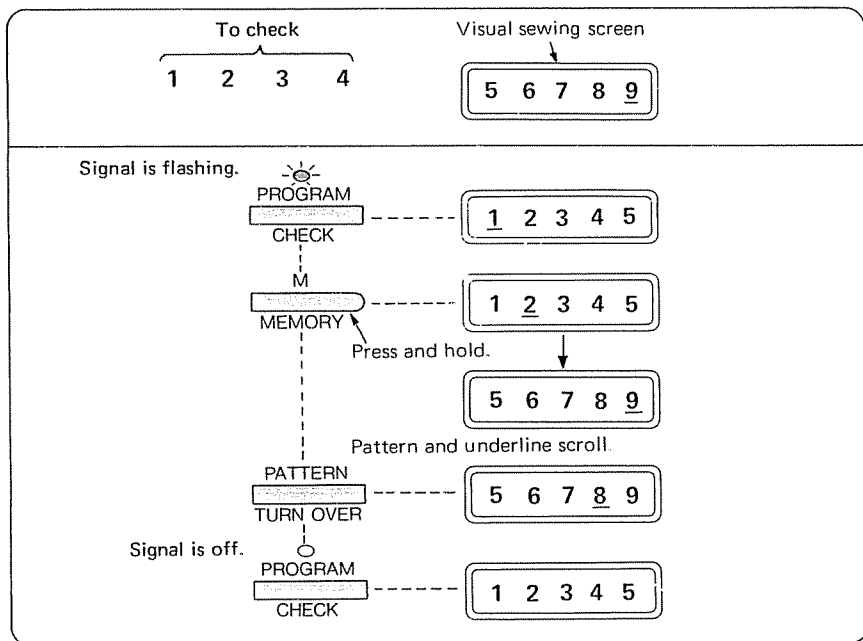 To check
Visual sewing screen
1 2 3 4
5 6 7 8 9
Signal is flashing.
PROGRAM
CHECK
1 2 3 4 5
M
MEMORY
1 2 3 4 5
Press and hold.
5 6 7 8 9
Pattern and underline scroll.
PATTERN
TURN OVER
5 6 7 8 9
Signal is off.
PROGRAM
CHECK
1 2 3 4 5